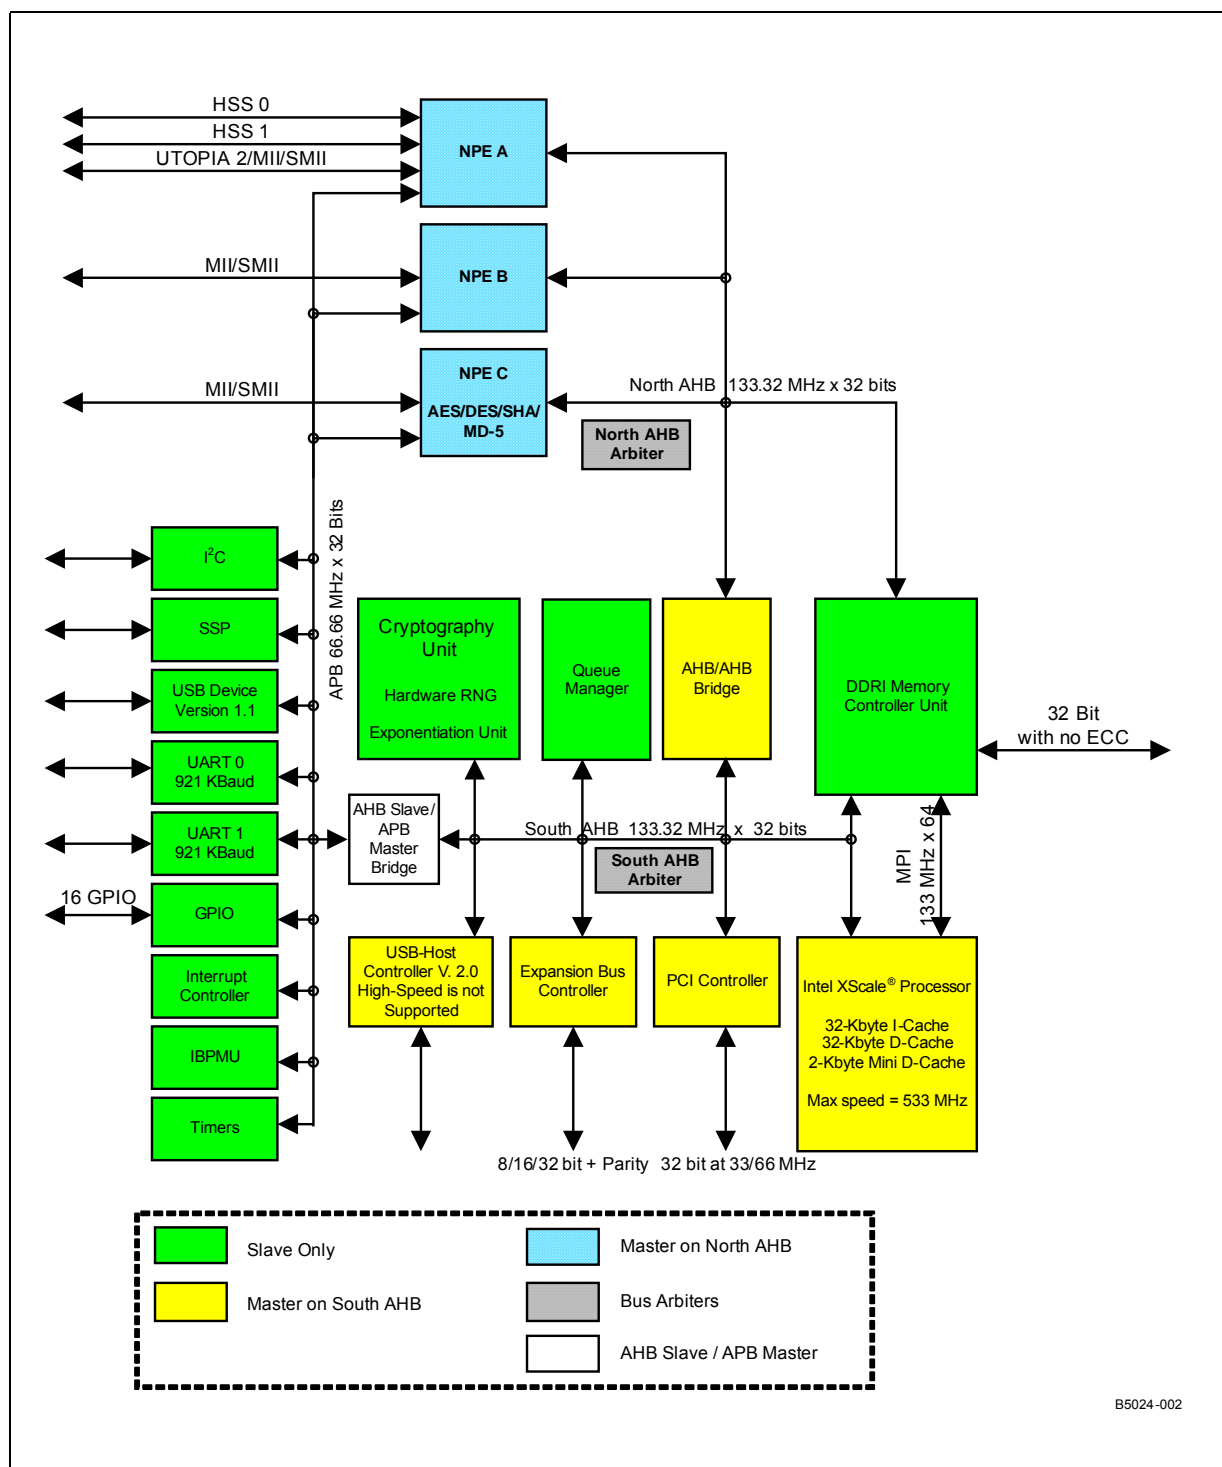 HSS 0
HSS 1
UTOPIA 2/MII/SMII
NPE A
MII/SMII
NPE B
MII/SMII
NPE C
AES/DES/SHA/
MD-5
North AHB 133.32 MHz x 32 bits
North AHB
Arbiter
APB 66.66 MHz x 32 Bits
I²C
SSP
USB Device
Version 1.1
UART 0
921 KBaud
UART 1
921 KBaud
16 GPIO
GPIO
Interrupt
Controller
IBPMU
Timers
Cryptography
Unit
Hardware RNG
Exponentiation Unit
Queue
Manager
AHB/AHB
Bridge
DDRI Memory
Controller Unit
32 Bit
with no ECC
AHB Slave/
APB
Master
Bridge
South AHB 133.32 MHz x 32 bits
South AHB
Arbiter
MPI
133 MHz x 64
USB-Host
Controller V. 2.0
High-Speed is not
Supported
Expansion Bus
Controller
PCI Controller
Intel XScale® Processor
32-Kbyte I-Cache
32-Kbyte D-Cache
2-Kbyte Mini D-Cache
Max speed = 533 MHz
8/16/32 bit + Parity
32 bit at 33/66 MHz
Slave Only
Master on North AHB
Master on South AHB
Bus Arbiters
AHB Slave / APB Master
B5024-002